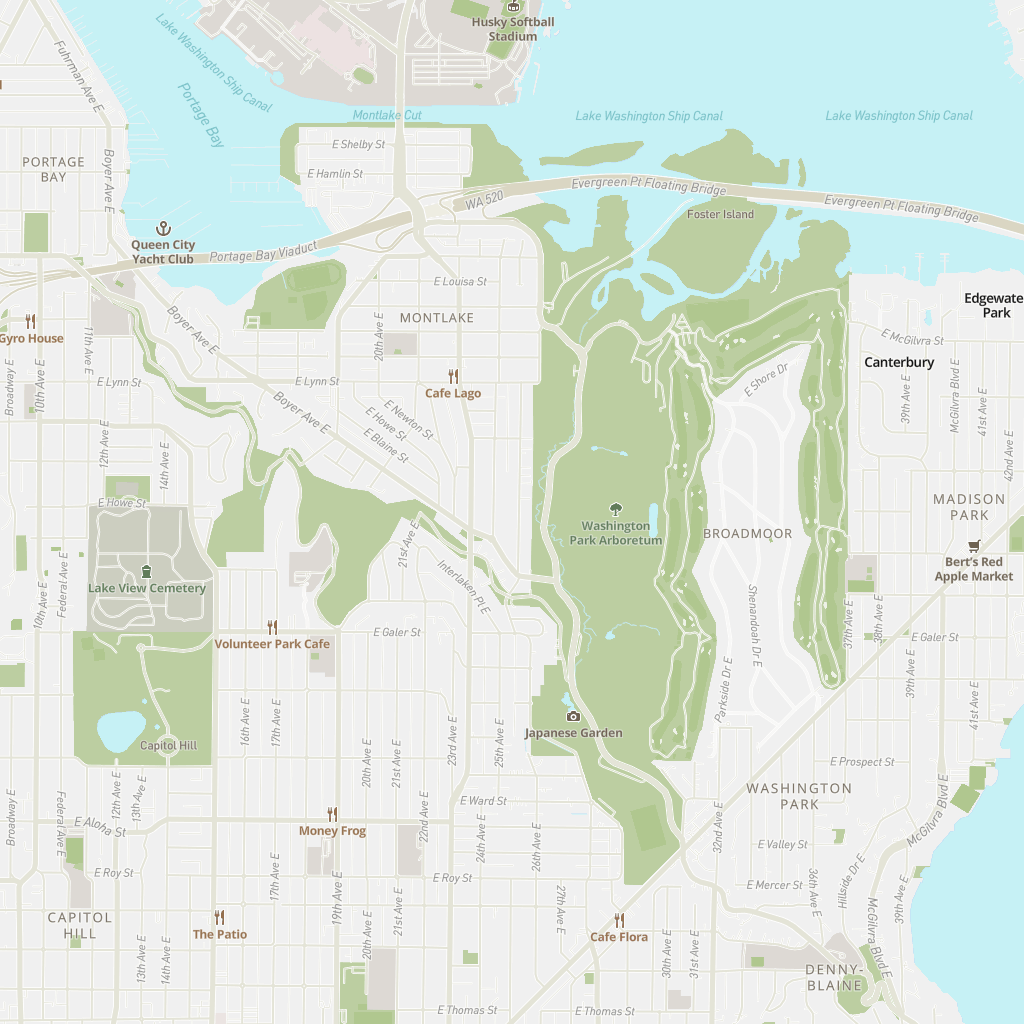 Husky Softball
Stadium
Lake Washington Ship Canal
Fuhrman Ave E
Portage Bay
Montlake Cut
Lake Washington Ship Canal
Lake Washington Ship Canal
E Shelby St
PORTAGE
BAY
Boyer Ave E
E Hamlin St
WA 520
Evergreen Pt Floating Bridge
Evergreen Pt Floating Bridge
Foster Island
Queen City
Yacht Club
Portage Bay Viaduct
E Louisa St
Edgewate
Park
Gyro House
11th Ave E
Boyer Ave E
MONTLAKE
20th Ave E
E McGilvra St
Canterbury
Broadway E
10th Ave E
E Lynn St
E Lynn St
Cafe Lago
E Shore Dr
39th Ave E
McGilvra Blvd E
41st Ave E
42nd Ave E
Boyer Ave E
E Newton St
E Howe St
E Blaine St
12th Ave E
14th Ave E
E Howe St
MADISON
PARK
Washington
Park Arboretum
BROADMOOR
21st Ave E
Bert's Red
Apple Market
Federal Ave E
10th Ave E
Lake View Cemetery
Interlaken Pl E
Shenandoah Dr E
37th Ave E
38th Ave E
Volunteer Park Cafe
E Galer St
E Galer St
Parkside Dr E
39th Ave E
41st Ave E
16th Ave E
17th Ave E
23rd Ave E
25th Ave E
Japanese Garden
Capitol Hill
20th Ave E
21st Ave E
E Prospect St
WASHINGTON
PARK
Broadway E
Federal Ave E
12th Ave E
13th Ave E
E Ward St
E Aloha St
Money Frog
22nd Ave E
24th Ave E
26th Ave E
32nd Ave E
McGilvra Blvd E
E Valley St
E Roy St
17th Ave E
19th Ave E
E Roy St
E Mercer St
36th Ave E
Hillside Dr E
McGilvra Blvd E
39th Ave E
CAPITOL
HILL
The Patio
21st Ave E
20th Ave E
27th Ave E
Cafe Flora
13th Ave E
14th Ave E
30th Ave E
31st Ave E
DENNY-
BLAINE
E Thomas St
E Thomas St